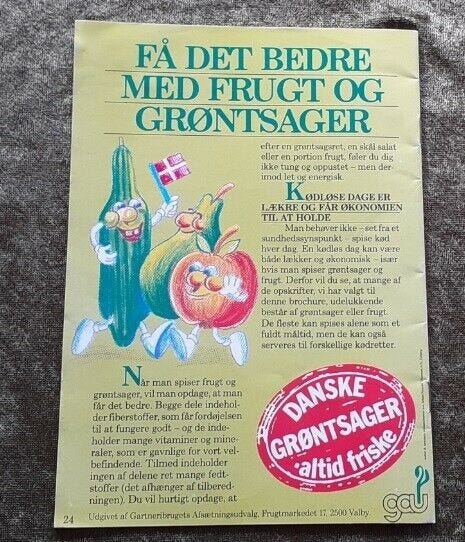 FÅ DET BEDRE
MED FRUGT OG
GRØNTSAGER
Når man spiser frugt og
grøntsager, vil man opdage, at man
får det bedre. Begge dele indehol-
der fiberstoffer, som får fordøjelsen
til at fungere godt – og de inde-
holder mange vitaminer og mine-
raler, som er gavnlige for vort vel-
befindende. Tilmed indeholder
ingen af delene ret mange fedt-
stoffer (det afhænger af tilbered-
ningen). Du vil hurtigt opdage, at
efter en grøntsagsret, en skål salat
eller en portion frugt, føler du dig
ikke tung og oppustet – men der-
imod let og energisk.
KØDLØSE DAGE ER
LÆKRE OG FÅR ØKONOMIEN
TIL AT HOLDE
Man behøver ikke – set fra et
sundhedssynspunkt – spise kød
hver dag. En kødløs dag kan være
både lækker og økonomisk – især
hvis man spiser grøntsager og
frugt. Derfor vil du se, at mange af
de opskrifter, vi har valgt til
denne brochure, udelukkende
består af grøntsager eller frugt.
De fleste kan spises alene som et
fuldt måltid, men de kan også
serveres til forskellige kødretter.
DANSKE
GRØNTSAGER
altid friske
gau
24
Udgivet af Gartneribrugets Afsætningsudvalg, Frugtmarkedet 17, 2500 Valby.